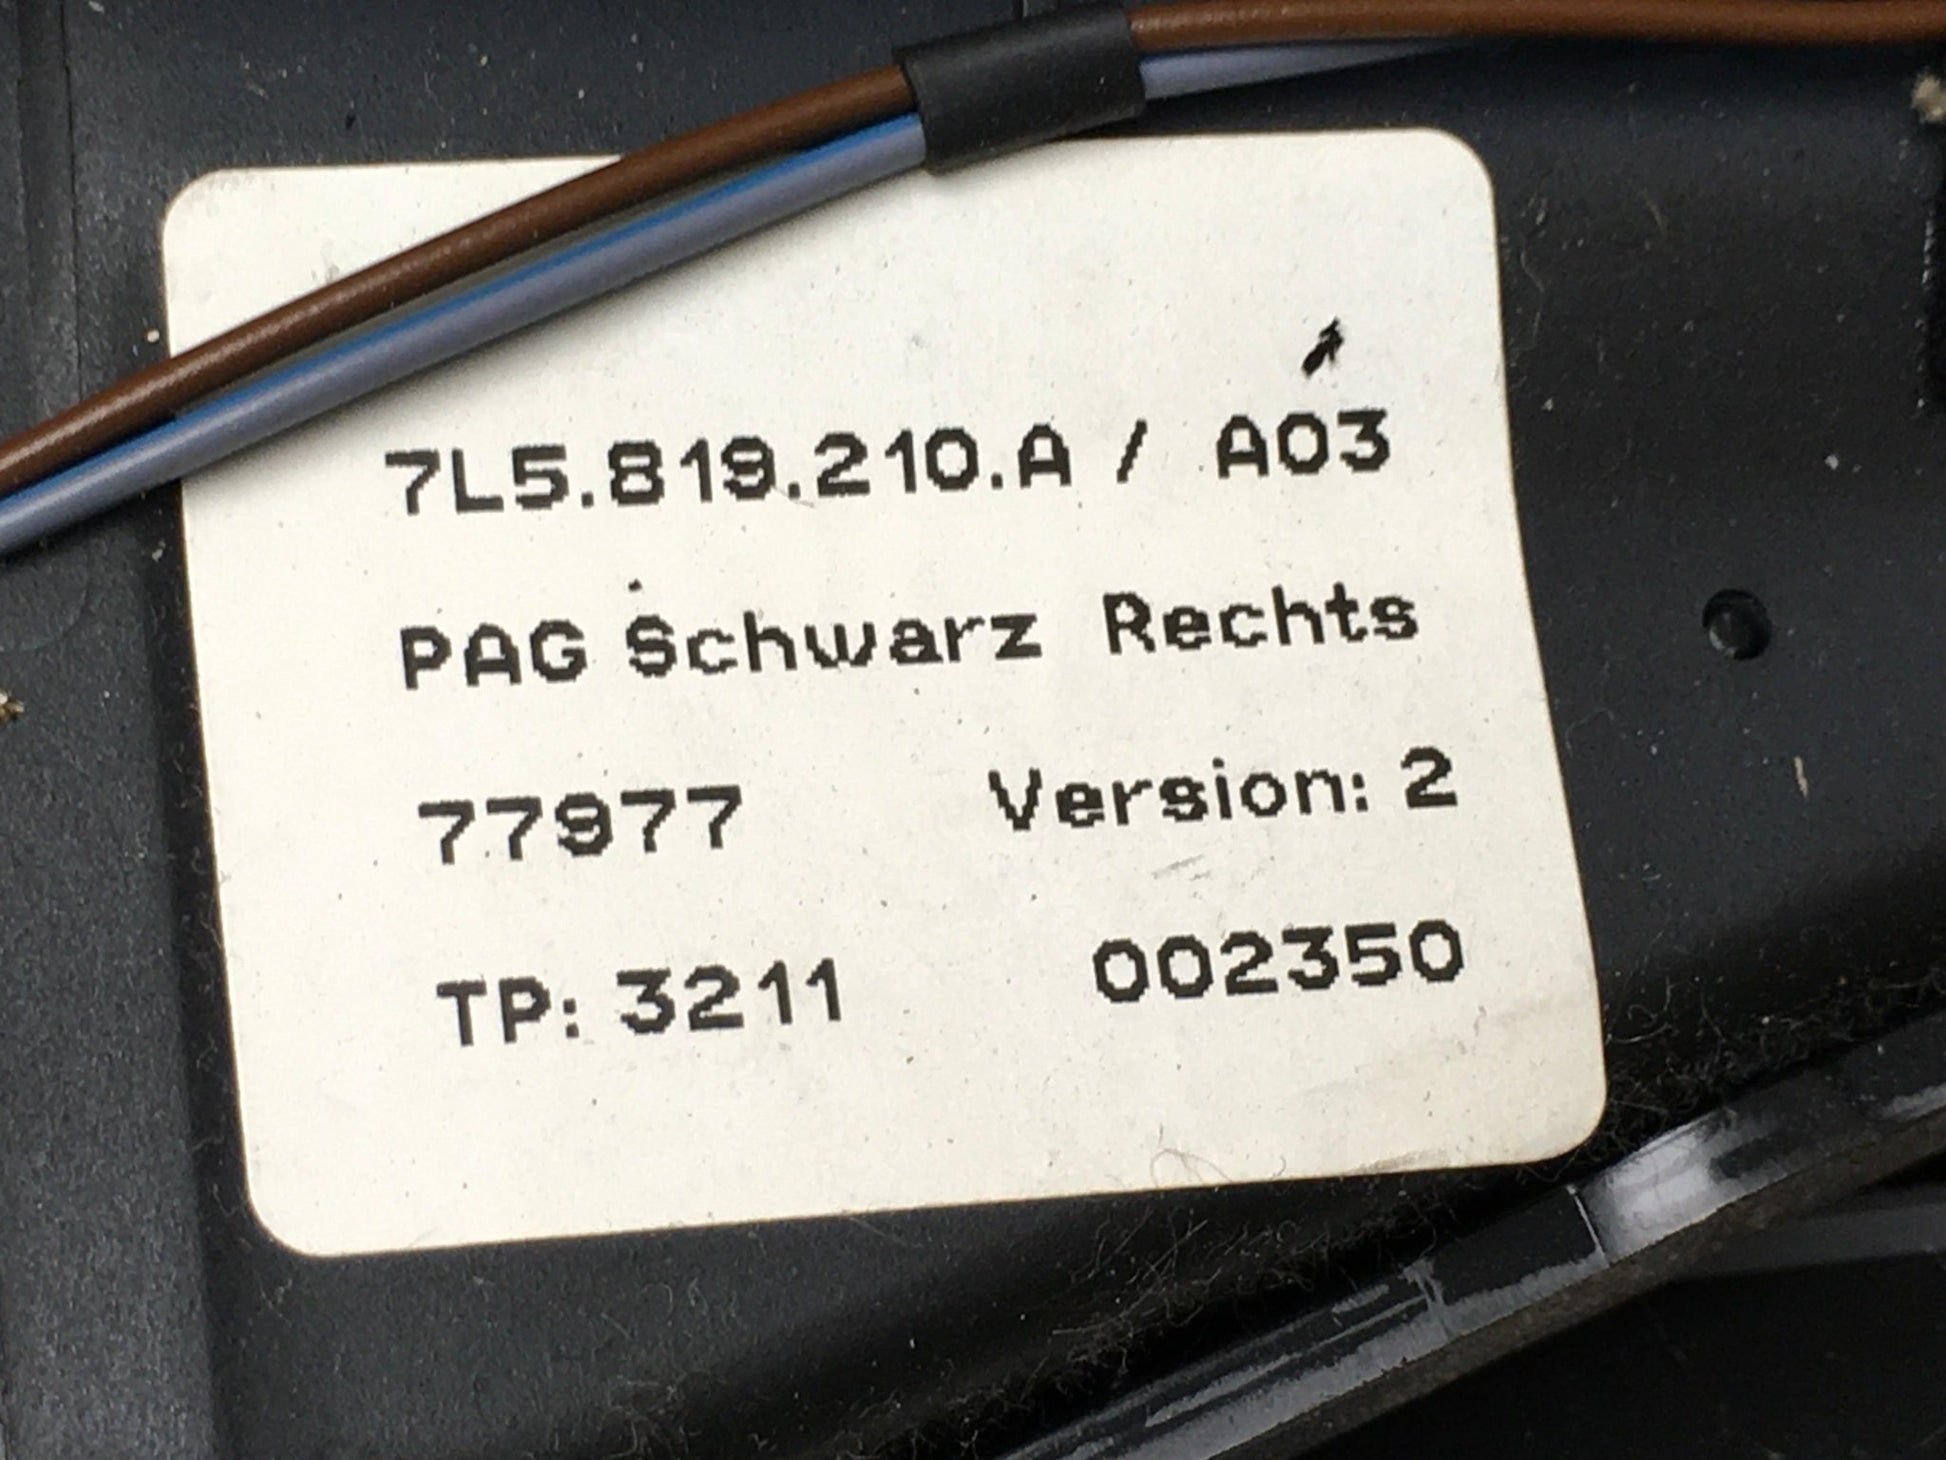 7L5.819.210.A / A03
PAG Schwarz Rechts
77977 Version: 2
TP: 3211 002350